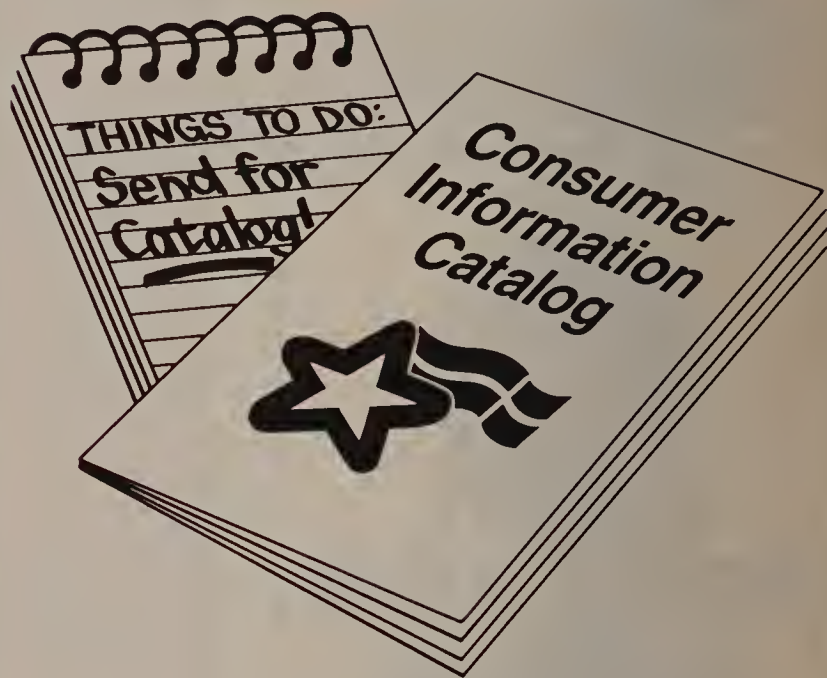 THINGS TO DO:
Send for
Catalog!
Consumer
Information
Catalog